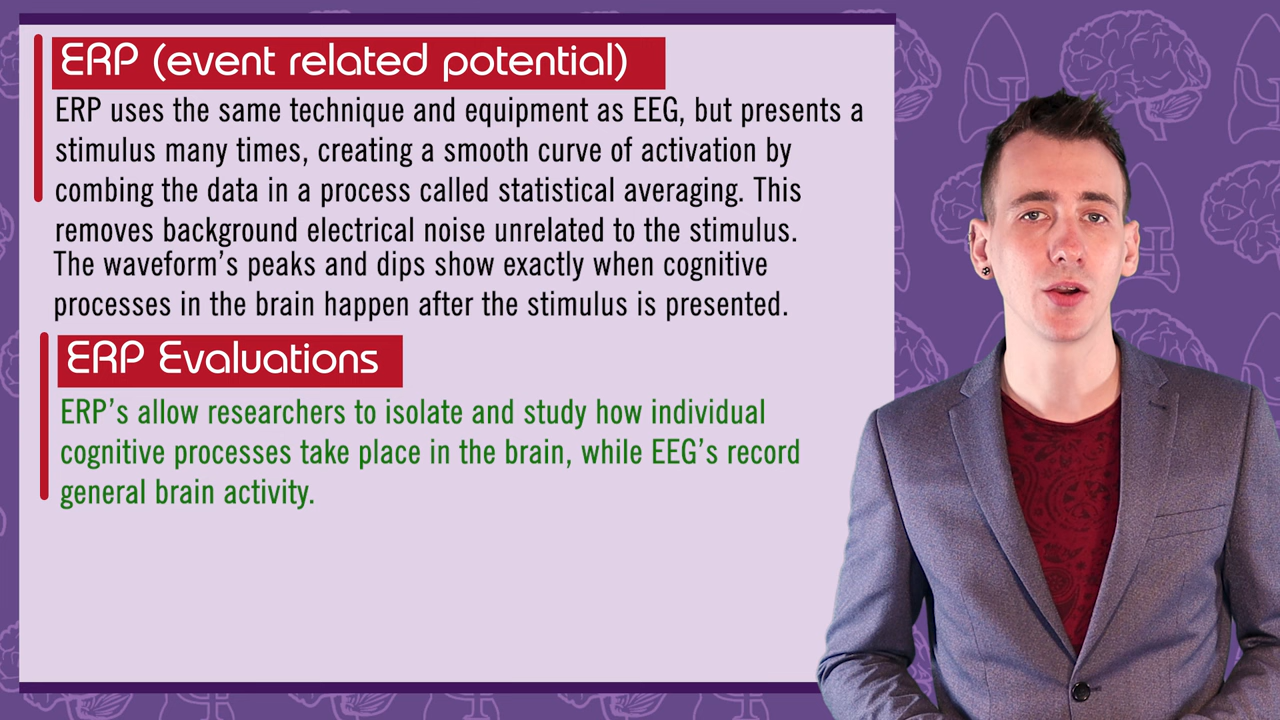 ERP (event related potential)
ERP uses the same technique and equipment as EEG, but presents a
stimulus many times, creating a smooth curve of activation by
combing the data in a process called statistical averaging. This
removes background electrical noise unrelated to the stimulus.
The waveform's peaks and dips show exactly when cognitive
processes in the brain happen after the stimulus is presented.
ERP Evaluations
ERP's allow researchers to isolate and study how individual
cognitive processes take place in the brain, while EEG's record
general brain activity.